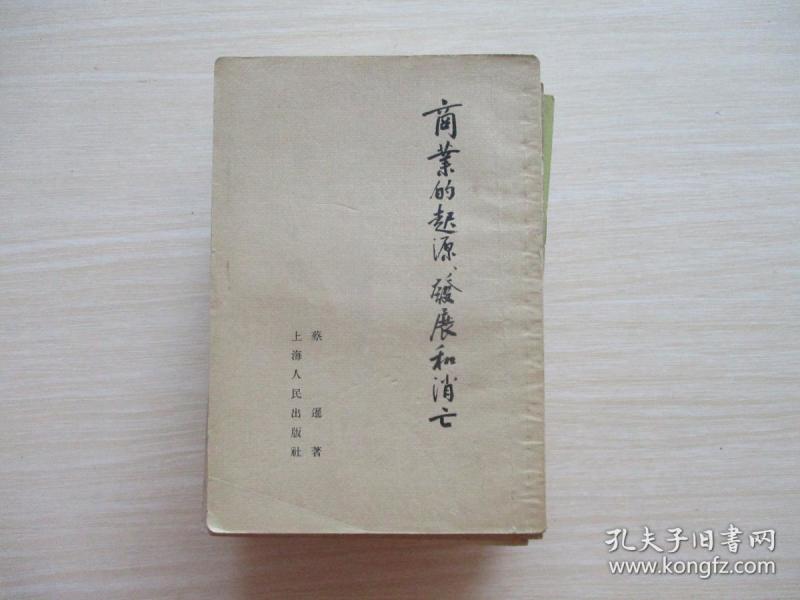 商業的起源、發展和消亡
蔡暹著
上海人民出版社
孔夫子旧書网
www.kongfz.com